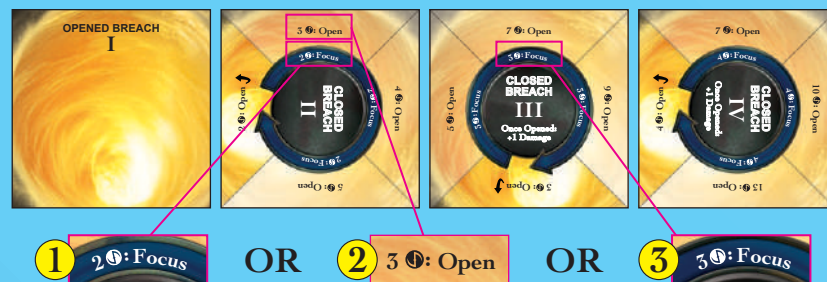 OPENED BREACH
I
3 : Open
2 : Focus
4 : Open
2 : Focus
5 : Open
2 : Focus
2 : Open
CLOSED BREACH
II
7 : Open
3 : Focus
9 : Open
3 : Focus
3 : Open
5 : Open
3 : Focus
CLOSED
BREACH
III
Once Opened:
+1 Damage
7 : Open
4 : Focus
10 : Open
4 : Focus
13 : Open
4 : Focus
4 : Open
CLOSED BREACH
IV
Once Opened:
+1 Damage
1 2 : Focus OR 2 3 : Open OR 3 3 : Focus